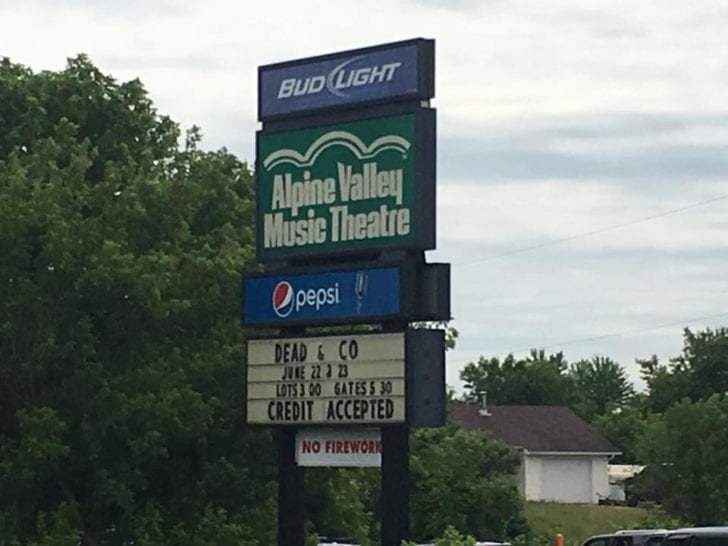 BUD LIGHT
Alpine Valley
Music Theatre
pepsi
DEAD & CO
JUNE 22 & 23
LOTS 3 00 GATES 5 30
CREDIT ACCEPTED
NO FIREWORK